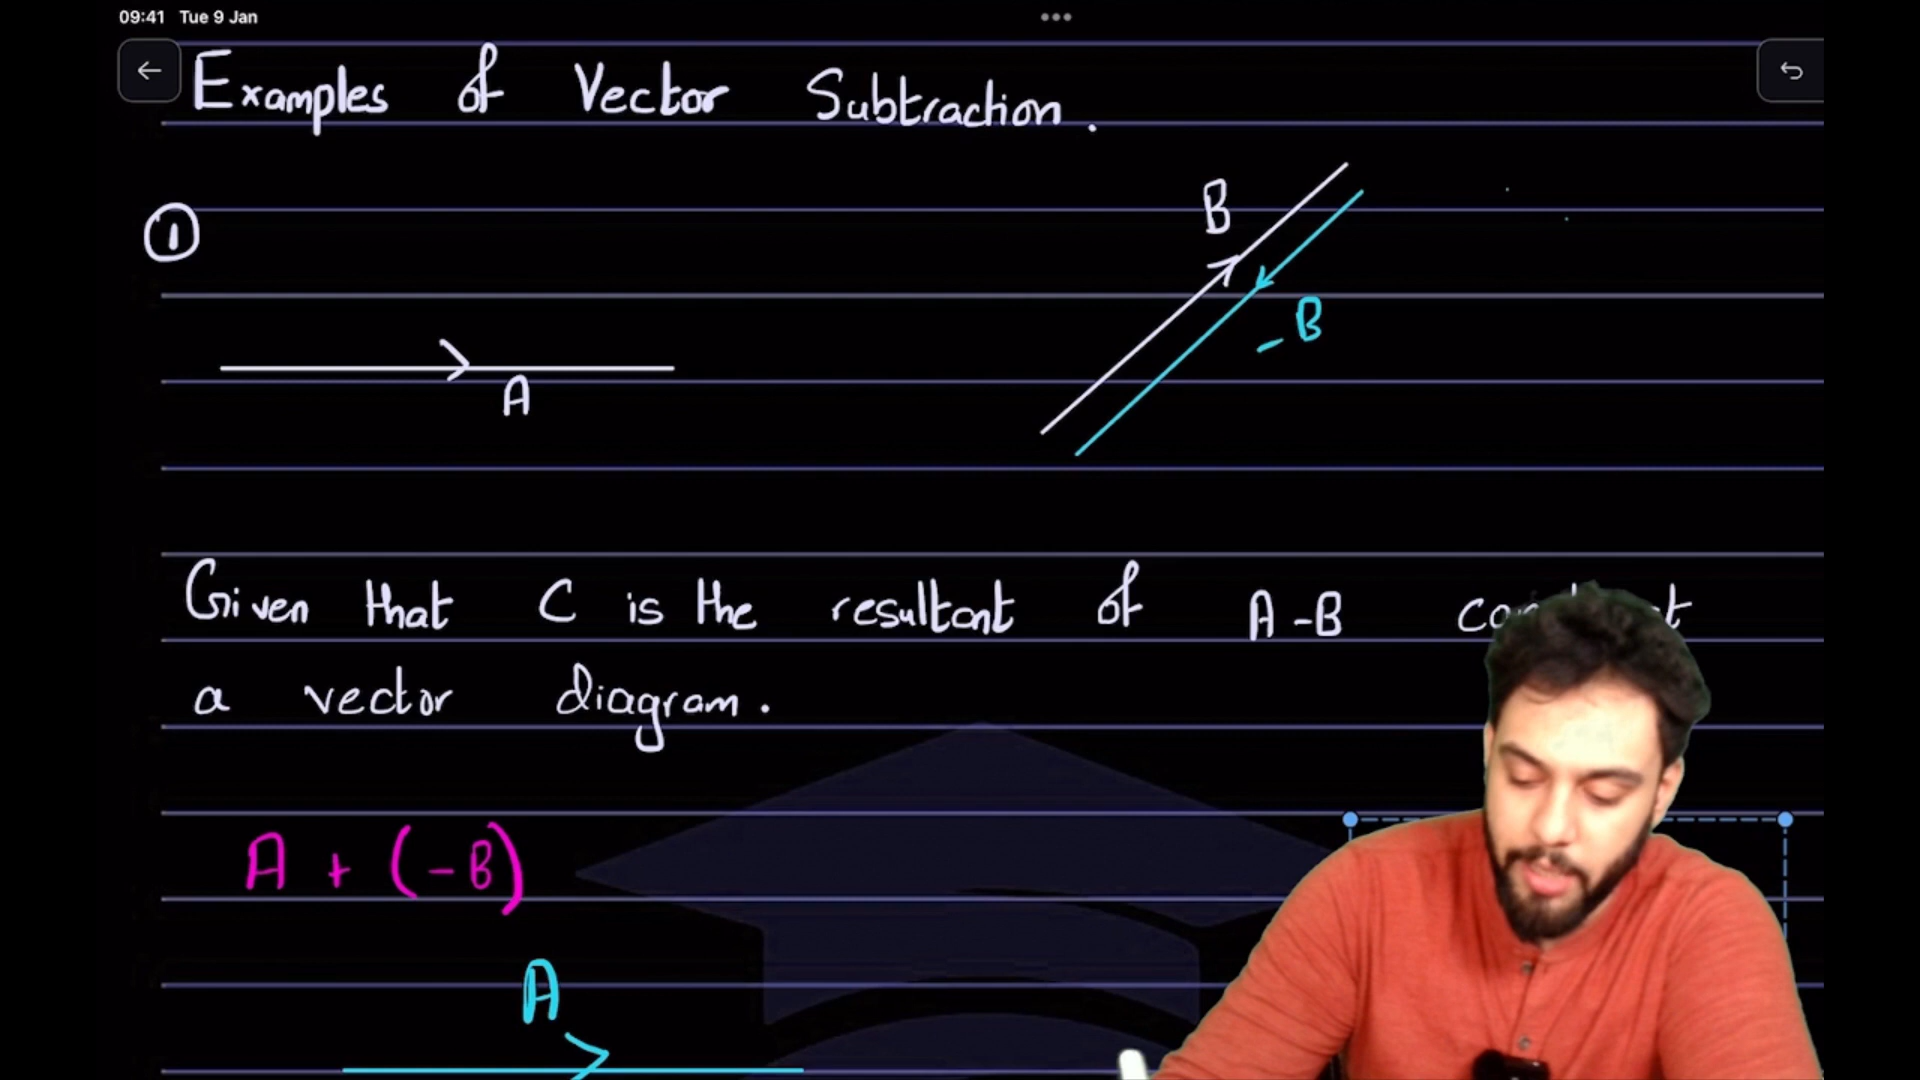 09:41 Tue 9 Jan
Examples of Vector Subtraction.
①
B
-B
A
Given that C is the resultant of A-B
a vector diagram.
A + (-B)
A